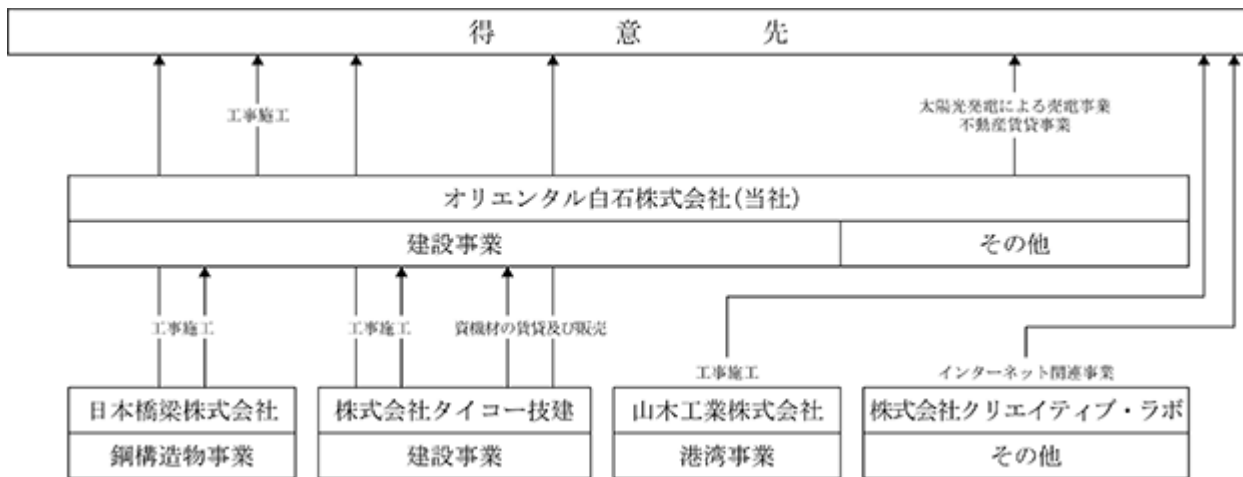 得意先
工事施工
太陽光発電による売電事業
不動産賃貸事業
オリエンタル白石株式会社(当社)
建設事業
その他
工事施工
工事施工
資機材の賃貸及び販売
工事施工
インターネット関連事業
日本橋梁株式会社
株式会社タイコー技建
山木工業株式会社
株式会社クリエイティブ・ラボ
鋼構造物事業
建設事業
港湾事業
その他